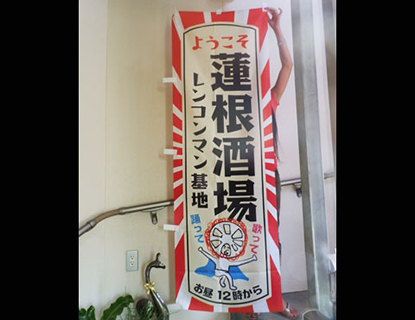 ようこそ
蓮根酒場
レンコンマン基地
歌って
踊って
お昼12時から